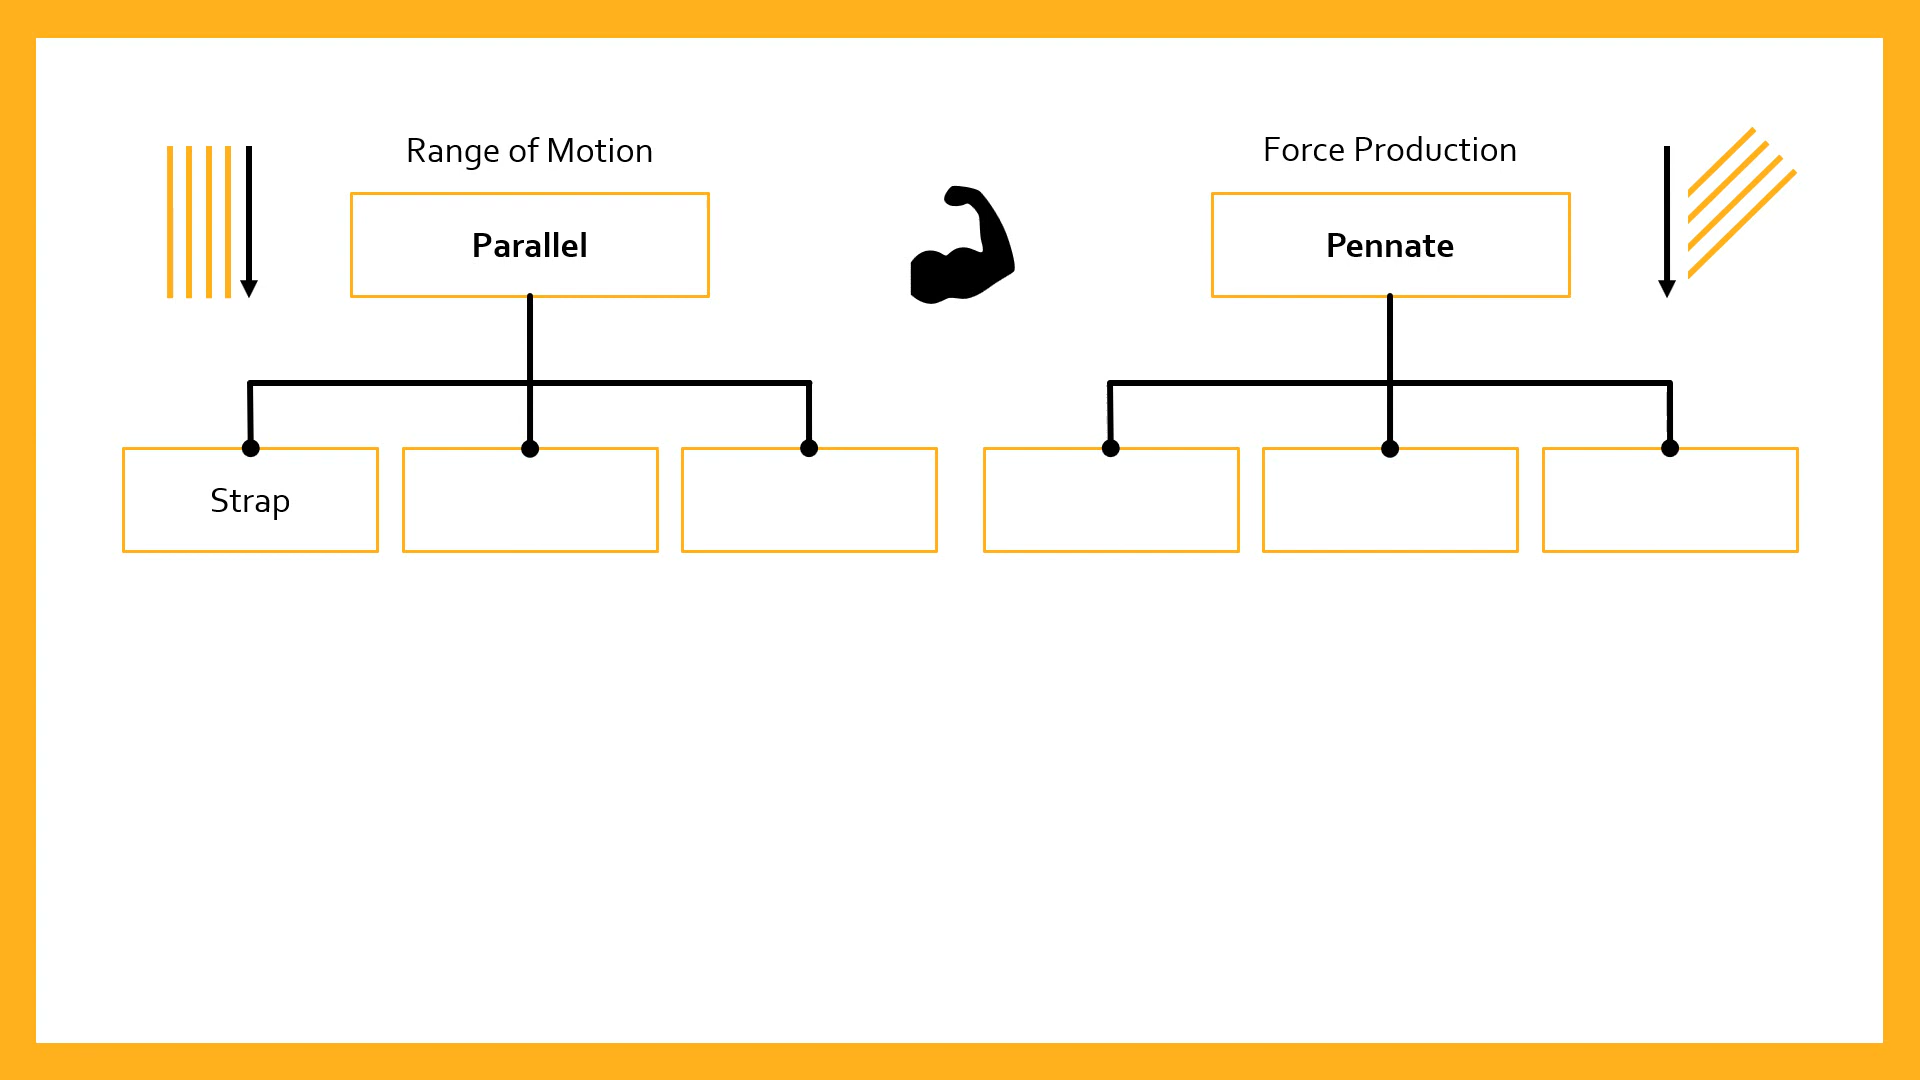 Range of Motion
Force Production
Parallel
Pennate
Strap